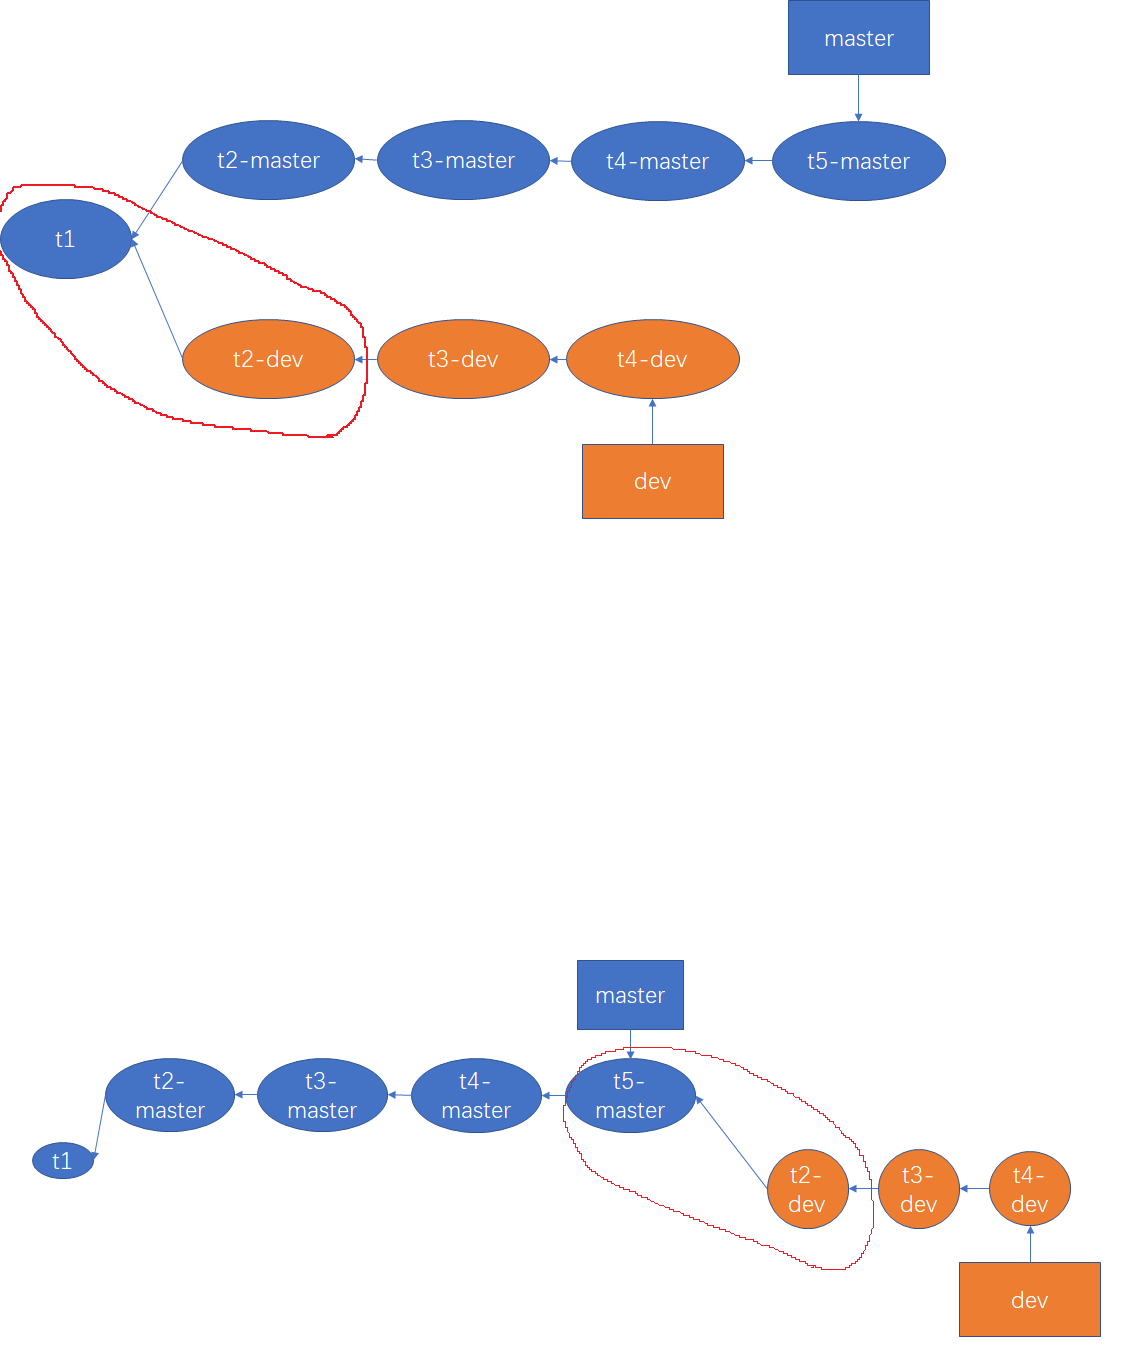 master
t2-master
t3-master
t4-master
t5-master
t1
t2-dev
t3-dev
t4-dev
dev
master
t2-
master
t3-
master
t4-
master
t5-
master
t1
t2-
dev
t3-
dev
t4-
dev
dev